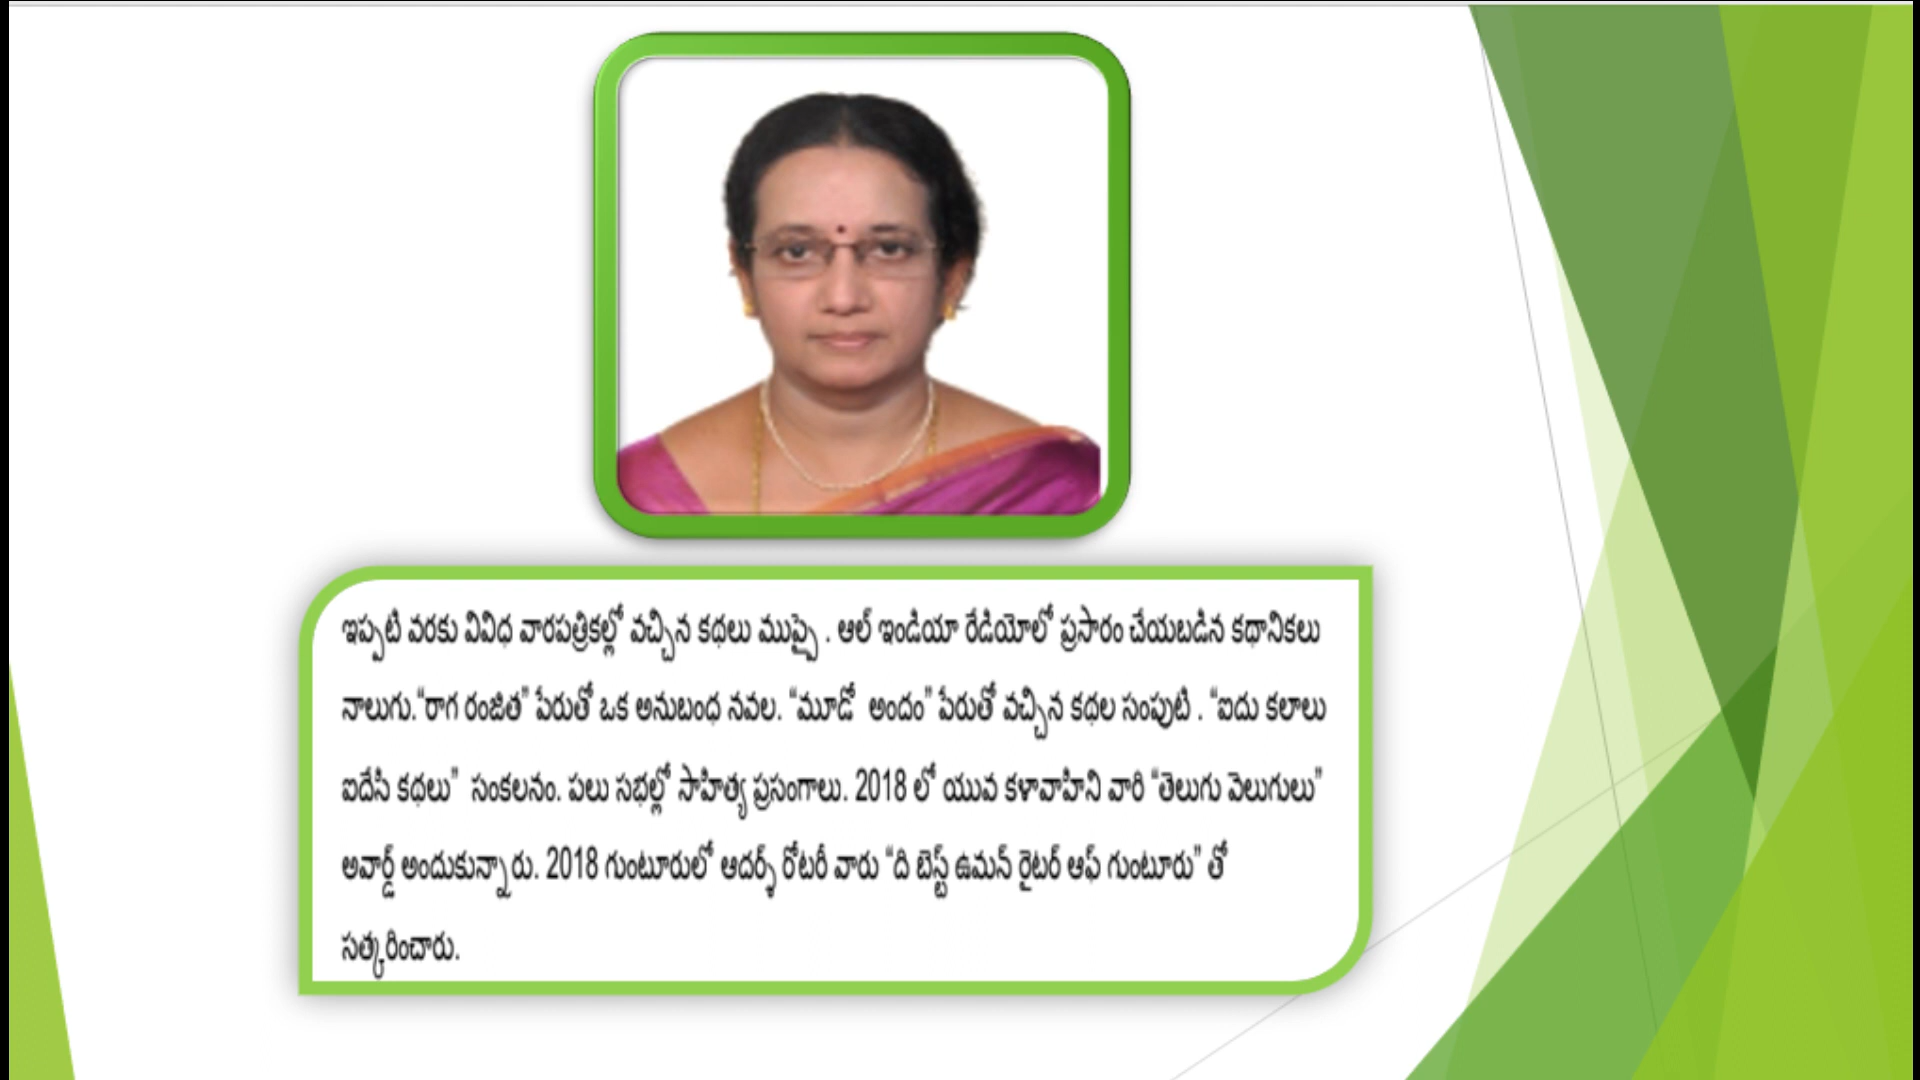 ఇప్పటి వరకు వివిధ వారపత్రికల్లో వచ్చిన కథలు ముప్పై . ఆల్ ఇండియా రేడియోలో ప్రసారం చేయబడిన కథానికలు
నాలుగు.“రాగ రంజిత” పేరుతో ఒక అనుబంధ నవల. “మూడో అందం” పేరుతో వచ్చిన కథల సంపుటి . “ఐదు కలాలు
ఐదేసి కథలు” సంకలనం. పలు సభల్లో సాహిత్య ప్రసంగాలు. 2018 లో యువ కళావాహిని వారి “తెలుగు వెలుగులు”
అవార్డ్ అందుకున్నారు. 2018 గుంటూరులో ఆదర్శ్ రోటరీ వారు “ది బెస్ట్ ఉమన్ రైటర్ ఆఫ్ గుంటూరు” తో
సత్కరించారు.